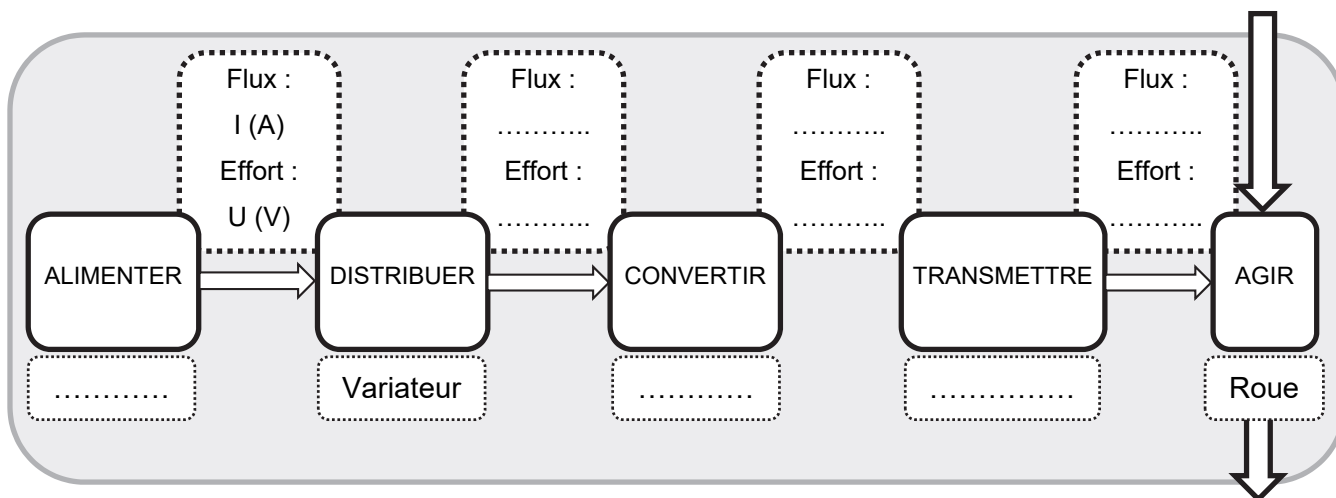 Flux :
I (A)
Effort :
U (V)
Flux :
………..
Effort :
………..
Flux :
………..
Effort :
………..
Flux :
………..
Effort :
………..
ALIMENTER
DISTRIBUER
CONVERTIR
TRANSMETTRE
AGIR
…………
Variateur
…………
……………
Roue